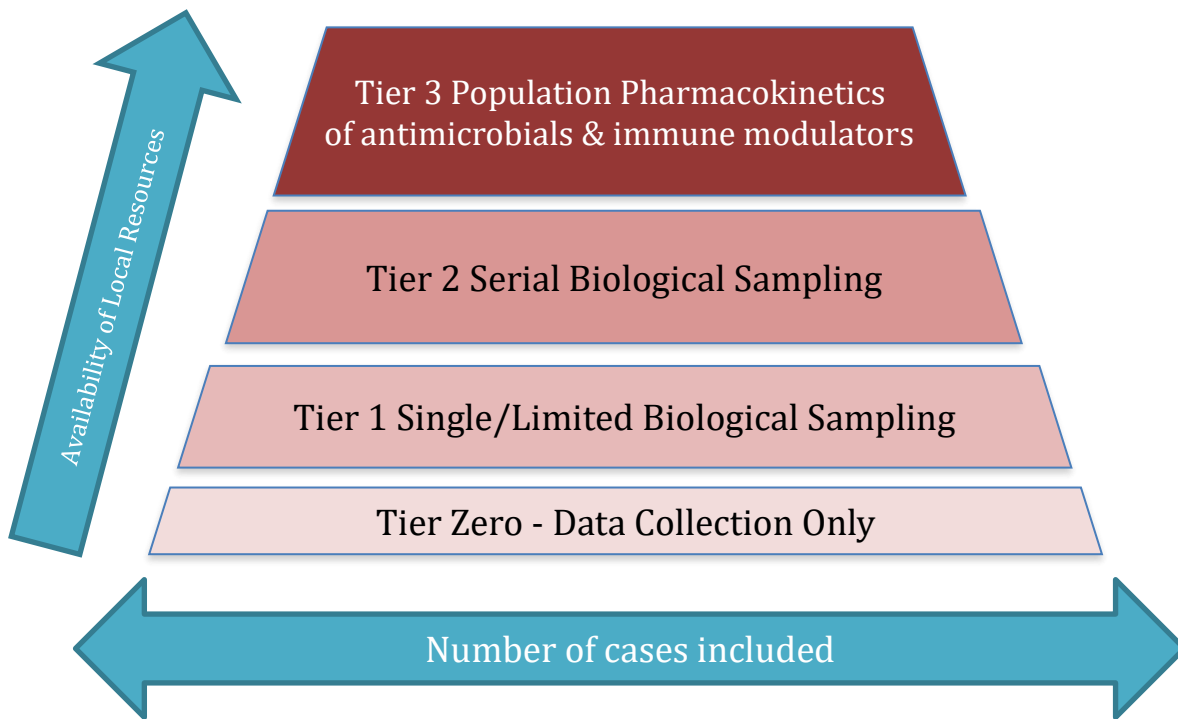 Tier 3 Population Pharmacokinetics
of antimicrobials & immune modulators
Availability of Local Resources
Tier 2 Serial Biological Sampling
Tier 1 Single/Limited Biological Sampling
Tier Zero - Data Collection Only
Number of cases included